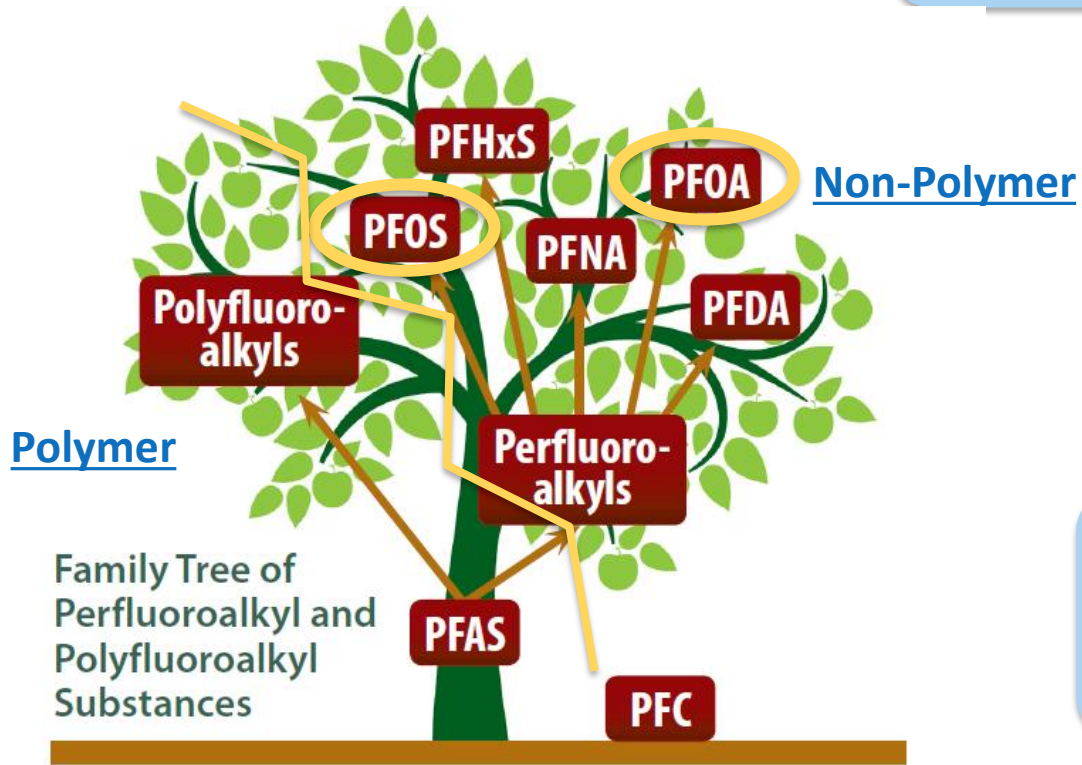 PFHxS
PFOA
Non-Polymer
PFOS
PFNA
Polyfluoro-
alkyls
PFDA
Polymer
Perfluoro-
alkyls
Family Tree of
Perfluoroalkyl and
Polyfluoroalkyl
Substances
PFAS
PFC